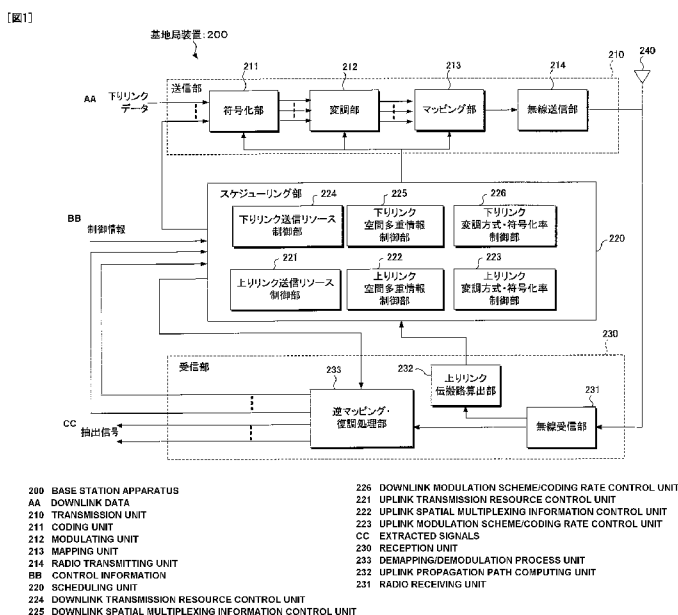 [図1]
基地局装置:200
210
240
送信部
211
212
213
214
AA
下りリンク
データ
符号化部
変調部
マッピング部
無線送信部
スケジューリング部
224
225
226
下りリンク送信リソース
制御部
下りリンク
空間多重情報
制御部
下りリンク
変調方式・符号化率
制御部
BB
制御情報
220
221
222
223
上りリンク送信リソース
制御部
上りリンク
空間多重情報
制御部
上りリンク
変調方式・符号化率
制御部
230
受信部
233
232
上りリンク
伝搬路算出部
231
逆マッピング・
復調処理部
無線受信部
CC
抽出信号
200 BASE STATION APPARATUS
AA DOWNLINK DATA
210 TRANSMISSION UNIT
211 CODING UNIT
212 MODULATING UNIT
213 MAPPING UNIT
214 RADIO TRANSMITTING UNIT
BB CONTROL INFORMATION
220 SCHEDULING UNIT
224 DOWNLINK TRANSMISSION RESOURCE CONTROL UNIT
225 DOWNLINK SPATIAL MULTIPLEXING INFORMATION CONTROL UNIT
226 DOWNLINK MODULATION SCHEME/CODING RATE CONTROL UNIT
221 UPLINK TRANSMISSION RESOURCE CONTROL UNIT
222 UPLINK SPATIAL MULTIPLEXING INFORMATION CONTROL UNIT
223 UPLINK MODULATION SCHEME/CODING RATE CONTROL UNIT
CC EXTRACTED SIGNALS
230 RECEPTION UNIT
233 DEMAPPING/DEMODULATION PROCESS UNIT
232 UPLINK PROPAGATION PATH COMPUTING UNIT
231 RADIO RECEIVING UNIT